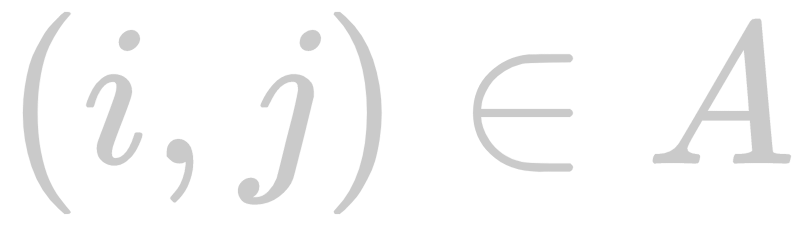 (i, j) ∈ A